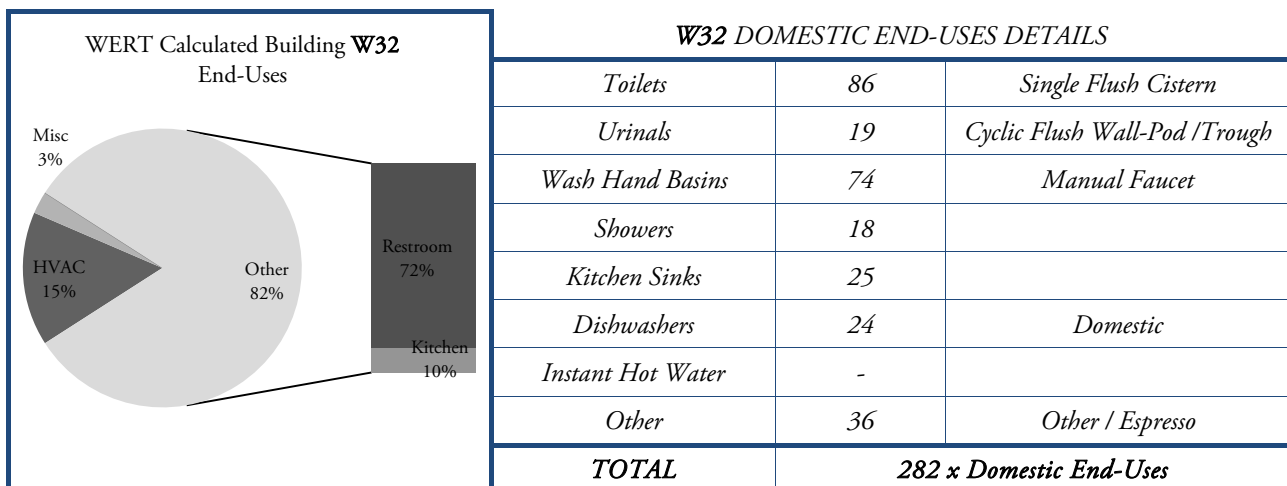 WERT Calculated Building W32
End-Uses
Misc
3%
HVAC
15%
Other
82%
Restroom
72%
Kitchen
10%
W32 DOMESTIC END-USES DETAILS
Toilets 86 Single Flush Cistern
Urinals 19 Cyclic Flush Wall-Pod /Trough
Wash Hand Basins 74 Manual Faucet
Showers 18
Kitchen Sinks 25
Dishwashers 24 Domestic
Instant Hot Water -
Other 36 Other / Espresso
TOTAL 282 x Domestic End-Uses